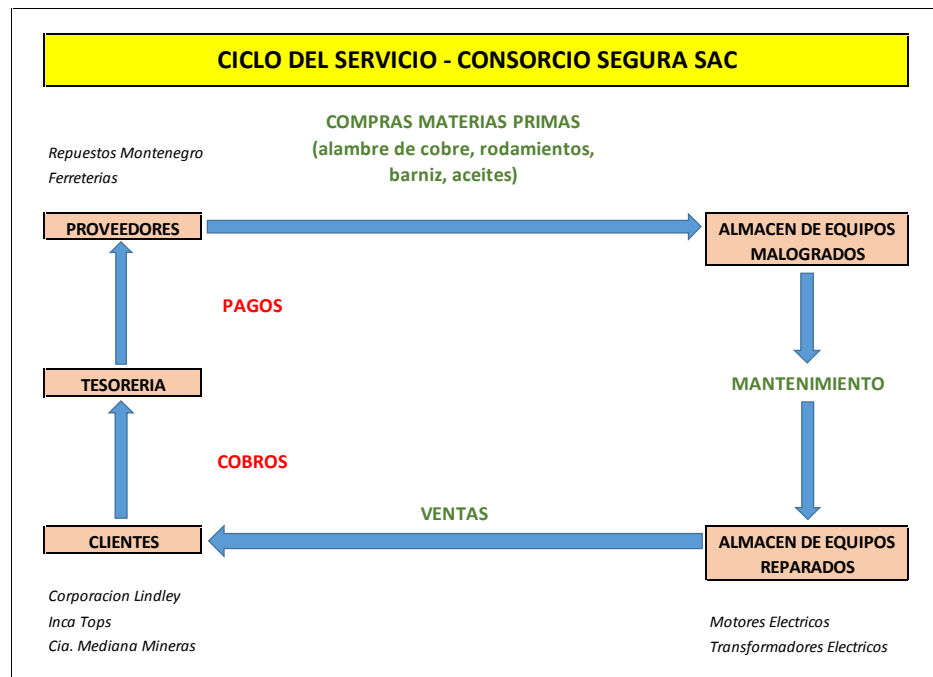 CICLO DEL SERVICIO - CONSORCIO SEGURA SAC
COMPRAS MATERIAS PRIMAS
(alambre de cobre, rodamientos,
barniz, aceites)
Repuestos Montenegro
Ferreterias
PROVEEDORES
ALMACEN DE EQUIPOS
MALOGRADOS
PAGOS
TESORERIA
MANTENIMIENTO
COBROS
VENTAS
CLIENTES
ALMACEN DE EQUIPOS
REPARADOS
Corporacion Lindley
Inca Tops
Cia. Mediana Mineras
Motores Electricos
Transformadores Electricos